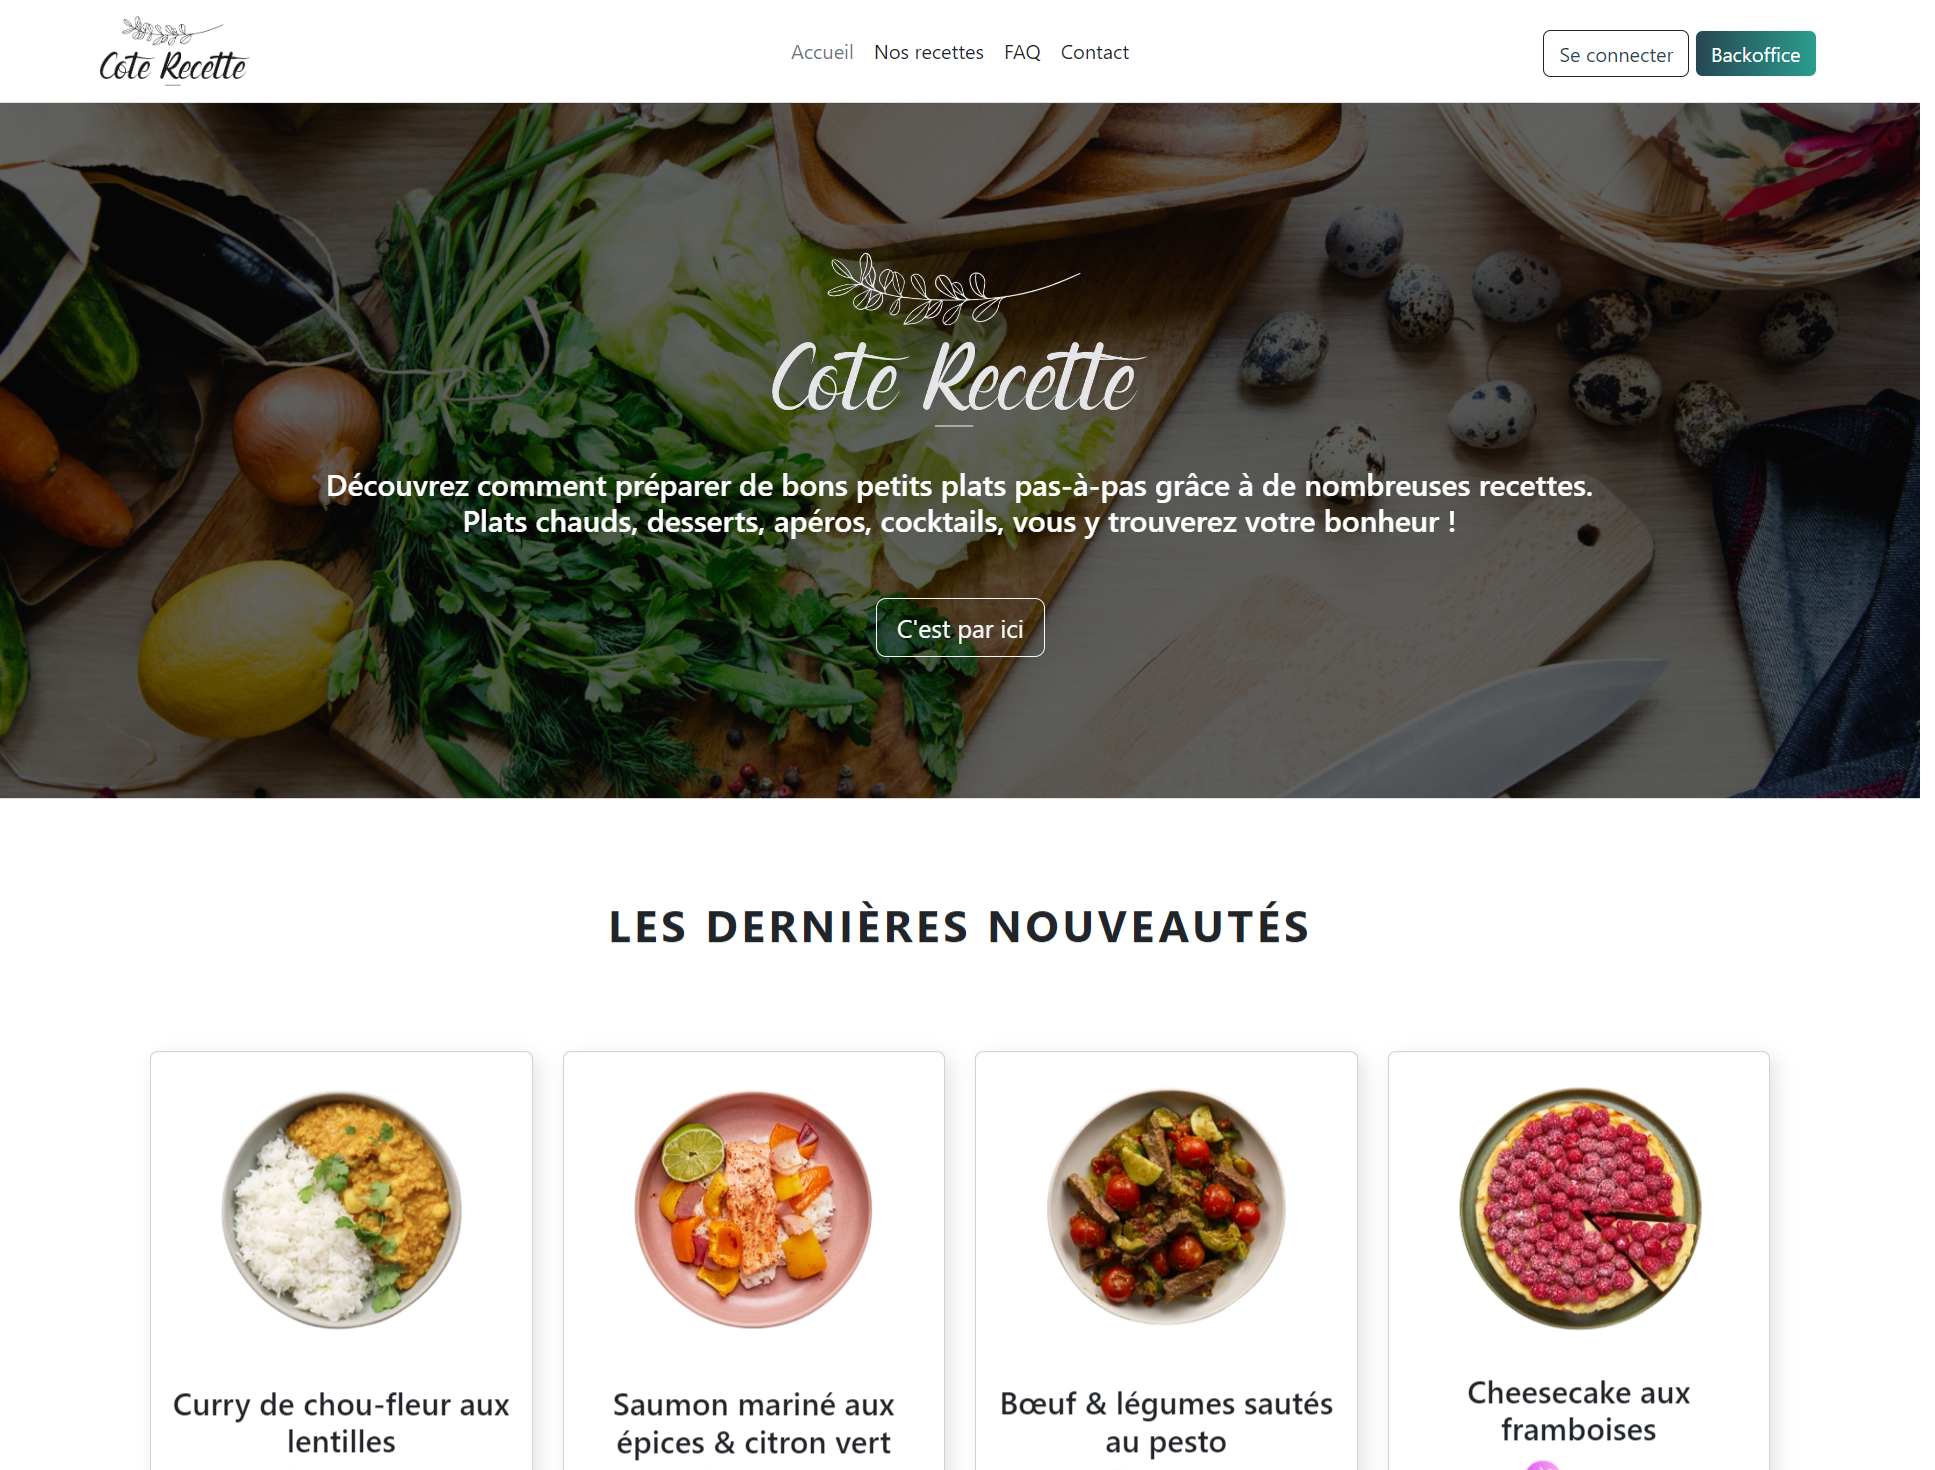 Cote Recette
Accueil
Nos recettes
FAQ
Contact
Se connecter
Backoffice
Cote Recette
Découvrez comment préparer de bons petits plats pas-à-pas grâce à de nombreuses recettes.
Plats chauds, desserts, apéros, cocktails, vous y trouverez votre bonheur !
C'est par ici
LES DERNIÈRES NOUVEAUTÉS
Curry de chou-fleur aux
lentilles
Saumon mariné aux
épices & citron vert
Bœuf & légumes sautés
au pesto
Cheesecake aux
framboises